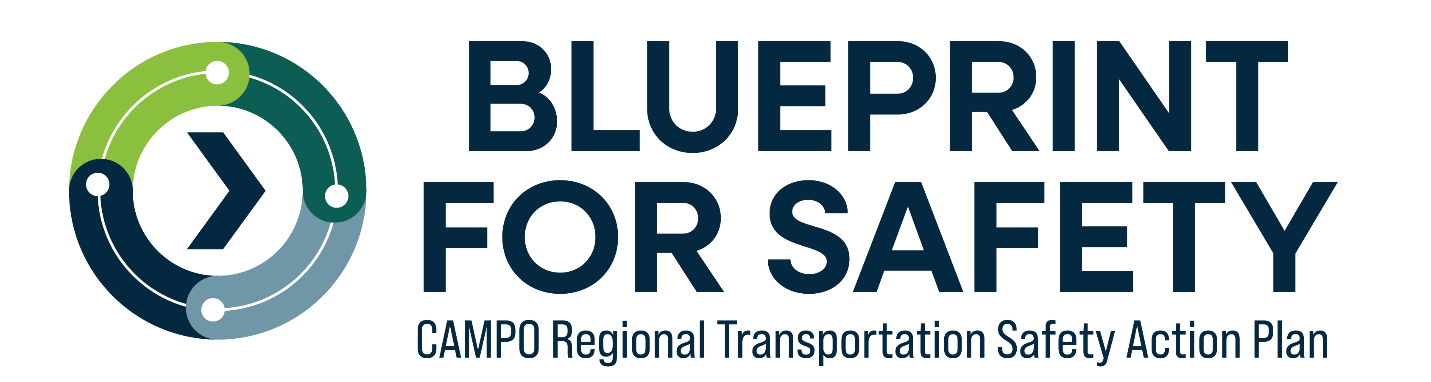 BLUEPRINT
FOR SAFETY
CAMPO Regional Transportation Safety Action Plan